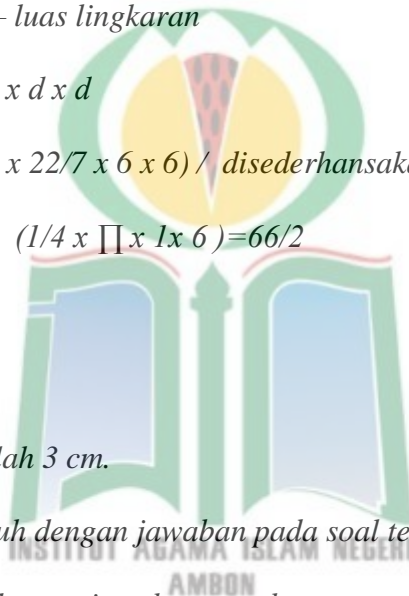 – luas lingkaran
x d x d
x 22/7 x 6 x 6) / disederhansaka
(1/4 x ∏ x 1x 6 )=66/2
lah 3 cm.
uh dengan jawaban pada soal te
INSTITUT AGAMA ISLAM NEGERI
AMBON